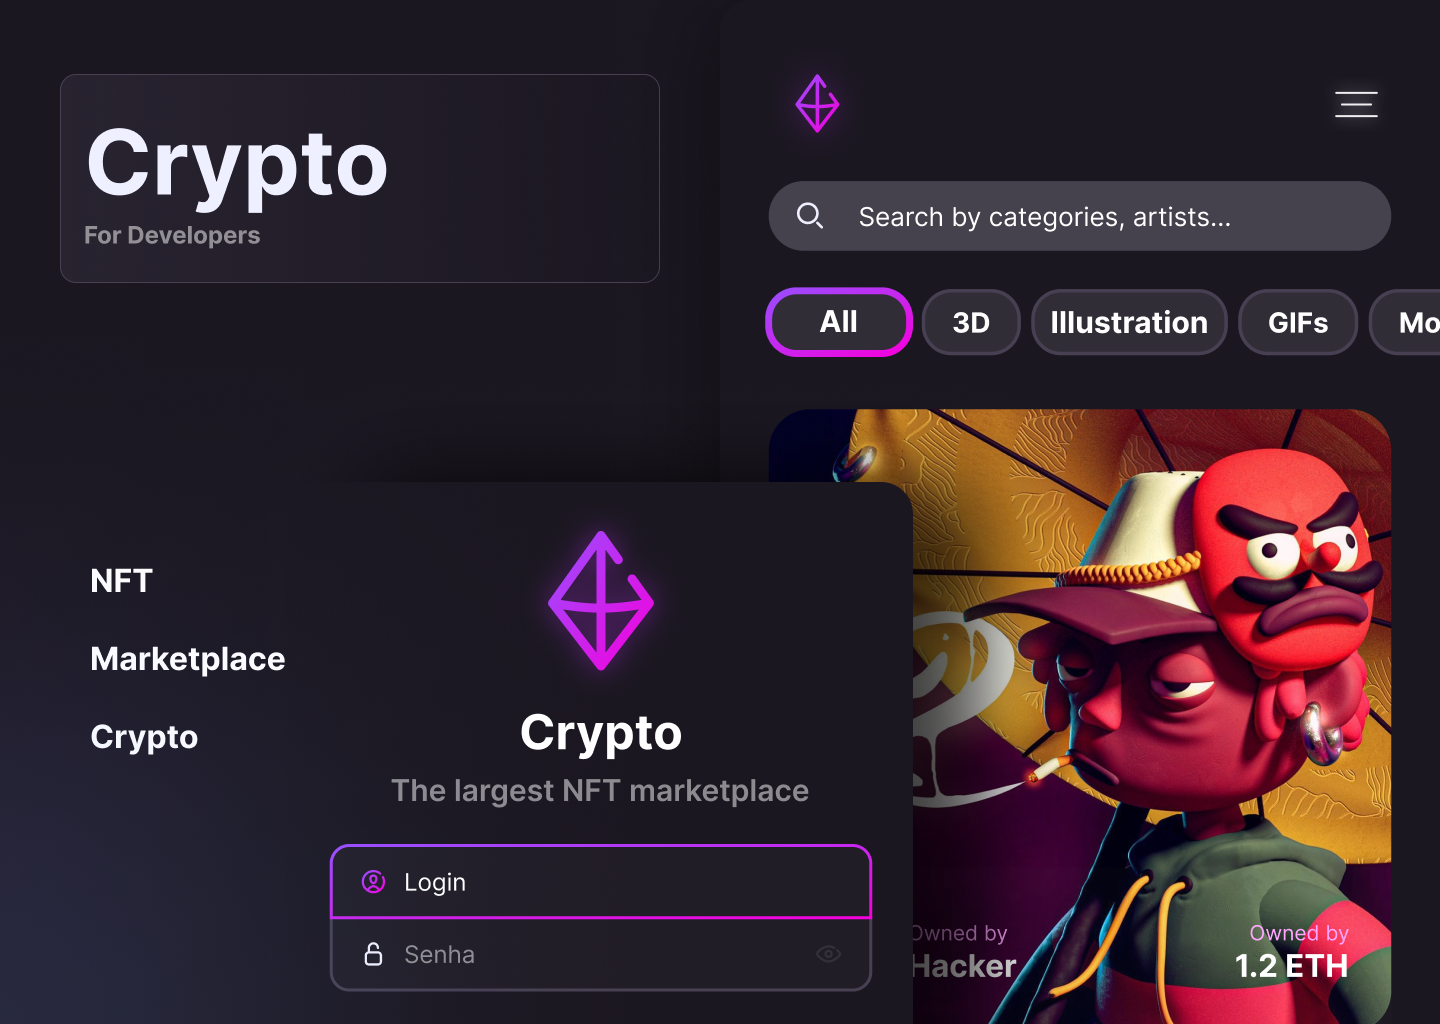 Crypto
For Developers
Search by categories, artists...
All
3D
Illustration
GIFs
NFT
Marketplace
Crypto
Crypto
The largest NFT marketplace
Login
Senha
Owned by
Hacker
Owned by
1.2 ETH